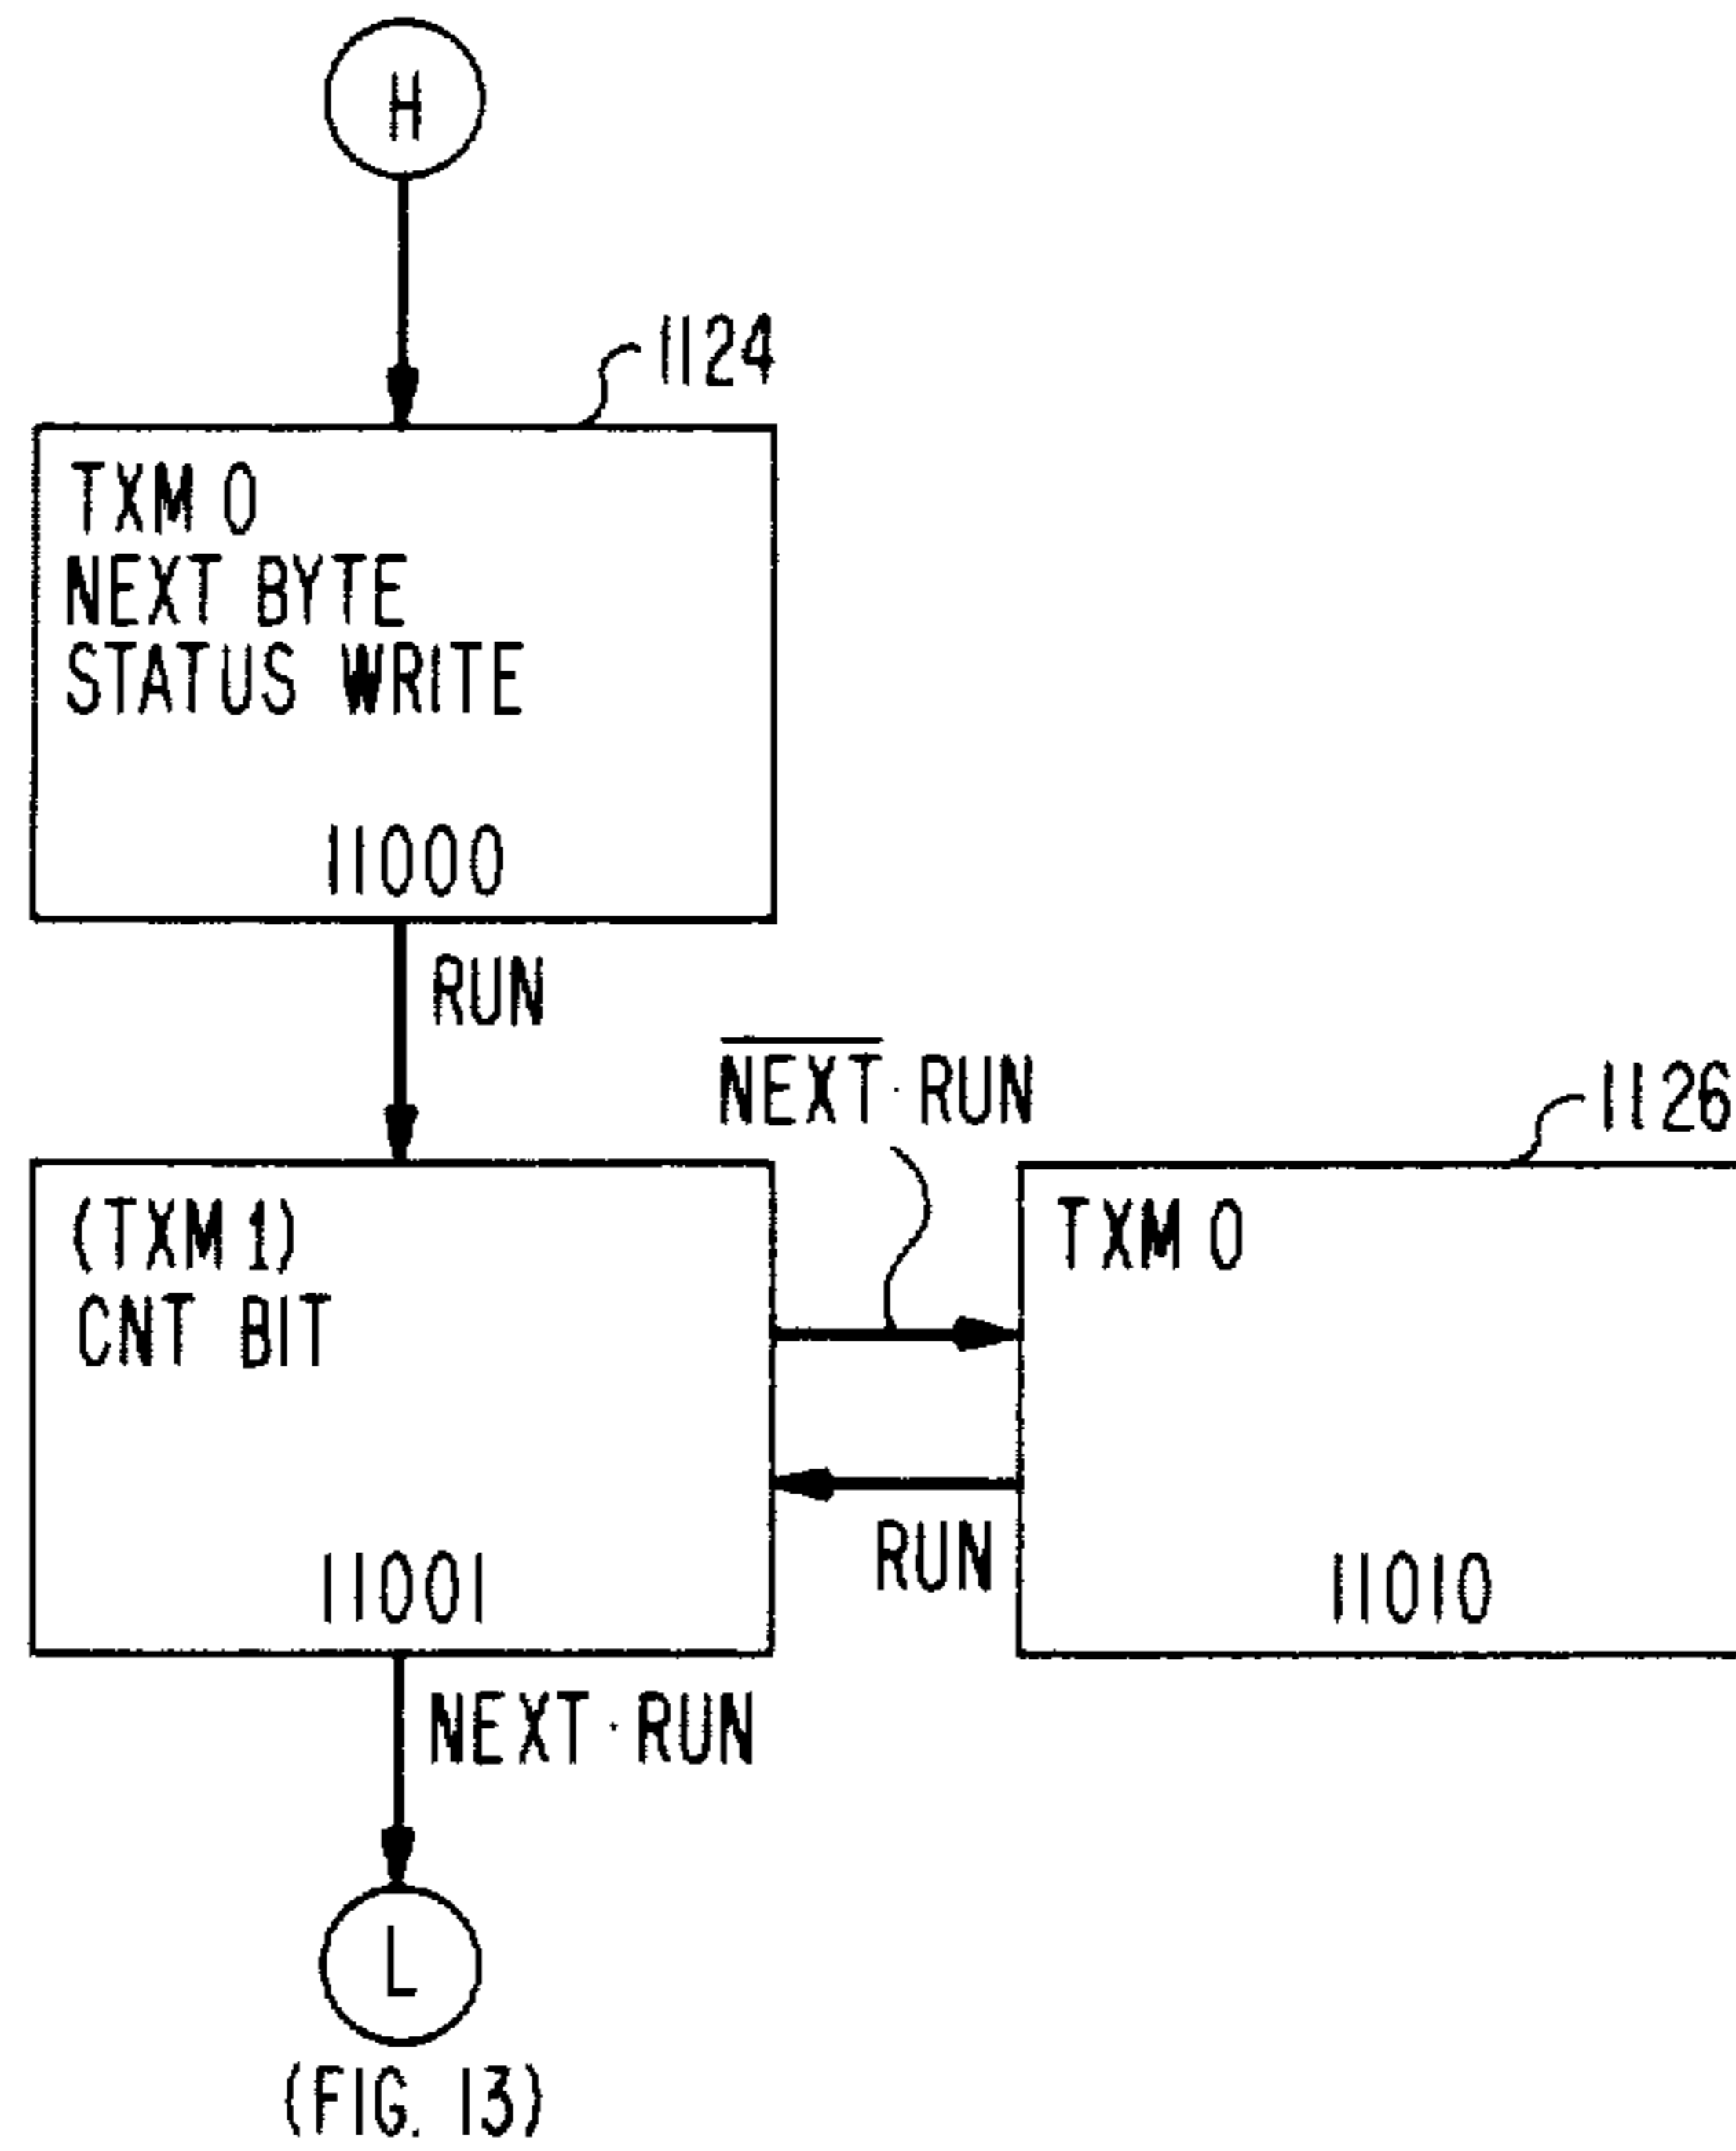 H
1124
TXM 0
NEXT BYTE
STATUS WRITE
11000
RUN
N̅E̅X̅T̅·RUN
1126
(TXM 1)
CNT BIT
11001
TXM 0
RUN
11010
NEXT·RUN
L
(FIG. 13)